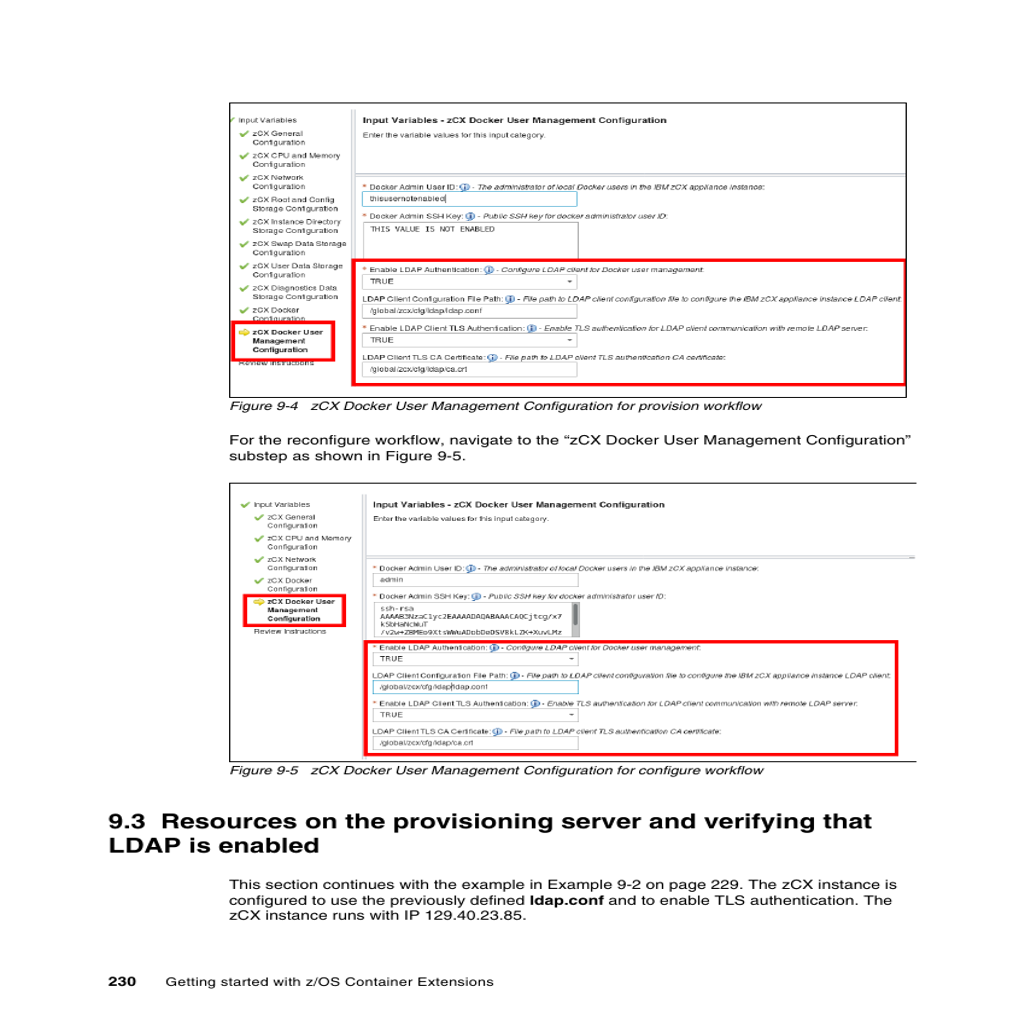 Input Variables
zCX General
Configuration
zCX CPU and Memory
Configuration
zCX Network
Configuration
zCX Root and Config
Storage Configuration
zCX Instance Directory
Storage Configuration
zCX Swap Data Storage
Configuration
zCX User Data Storage
Configuration
zCX Diagnostics Data
Storage Configuration
zCX Docker
Configuration
zCX Docker User
Management
Configuration
Review Instructions
Input Variables - zCX Docker User Management Configuration
Enter the variable values for this input category.
* Docker Admin User ID: - The administrator of local Docker users in the IBM zCX appliance instance:
thisusernotenabled
* Docker Admin SSH Key: - Public SSH key for docker administrator user ID:
THIS VALUE IS NOT ENABLED
* Enable LDAP Authentication: - Configure LDAP client for Docker user management:
TRUE
LDAP Client Configuration File Path: - File path to LDAP client configuration file to configure the IBM zCX appliance instance LDAP client:
/global/zcx/cfg/ldap/ldap.conf
* Enable LDAP Client TLS Authentication: - Enable TLS authentication for LDAP client communication with remote LDAP server:
TRUE
LDAP Client TLS CA Certificate: - File path to LDAP client TLS authentication CA certificate:
/global/zcx/cfg/ldap/ca.crt
Figure 9-4 zCX Docker User Management Configuration for provision workflow
For the reconfigure workflow, navigate to the “zCX Docker User Management Configuration”
substep as shown in Figure 9-5.
Input Variables
zCX General
Configuration
zCX CPU and Memory
Configuration
zCX Network
Configuration
zCX Docker
Configuration
zCX Docker User
Management
Configuration
Review Instructions
Input Variables - zCX Docker User Management Configuration
Enter the variable values for this input category.
* Docker Admin User ID: - The administrator of local Docker users in the IBM zCX appliance instance:
admin
* Docker Admin SSH Key: - Public SSH key for docker administrator user ID:
ssh-rsa
* Enable LDAP Authentication: - Configure LDAP client for Docker user management:
TRUE
LDAP Client Configuration File Path: - File path to LDAP client configuration file to configure the IBM zCX appliance instance LDAP client:
/global/zcx/cfg/ldap/ldap.conf
* Enable LDAP Client TLS Authentication: - Enable TLS authentication for LDAP client communication with remote LDAP server:
TRUE
LDAP Client TLS CA Certificate: - File path to LDAP client TLS authentication CA certificate:
/global/zcx/cfg/ldap/ca.crt
Figure 9-5 zCX Docker User Management Configuration for configure workflow
9.3 Resources on the provisioning server and verifying that
LDAP is enabled
This section continues with the example in Example 9-2 on page 229. The zCX instance is
configured to use the previously defined ldap.conf and to enable TLS authentication. The
zCX instance runs with IP 129.40.23.85.
230 Getting started with z/OS Container Extensions